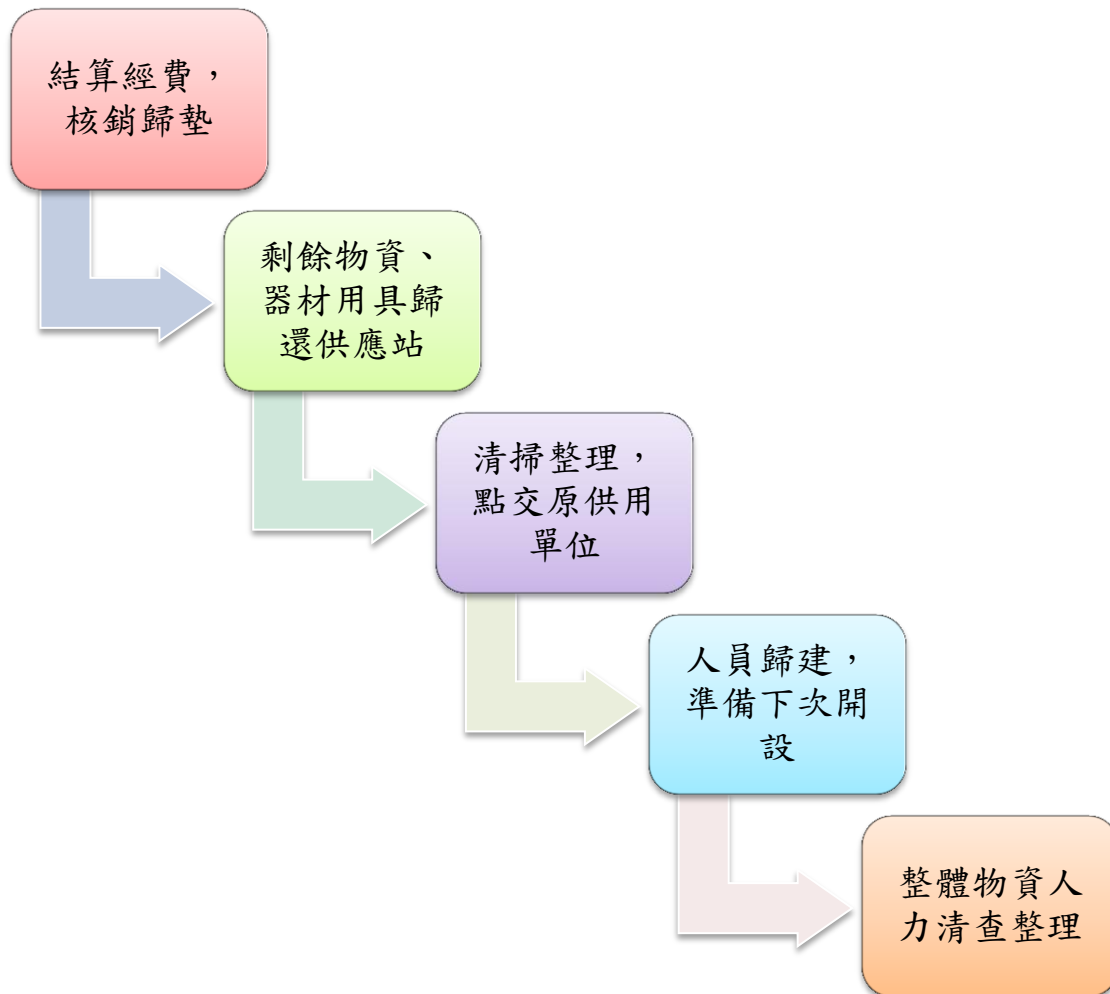 結算經費，
核銷歸墊
剩餘物資、
器材用具歸
還供應站
清掃整理，
點交原供用
單位
人員歸建，
準備下次開
設
整體物資人
力清查整理